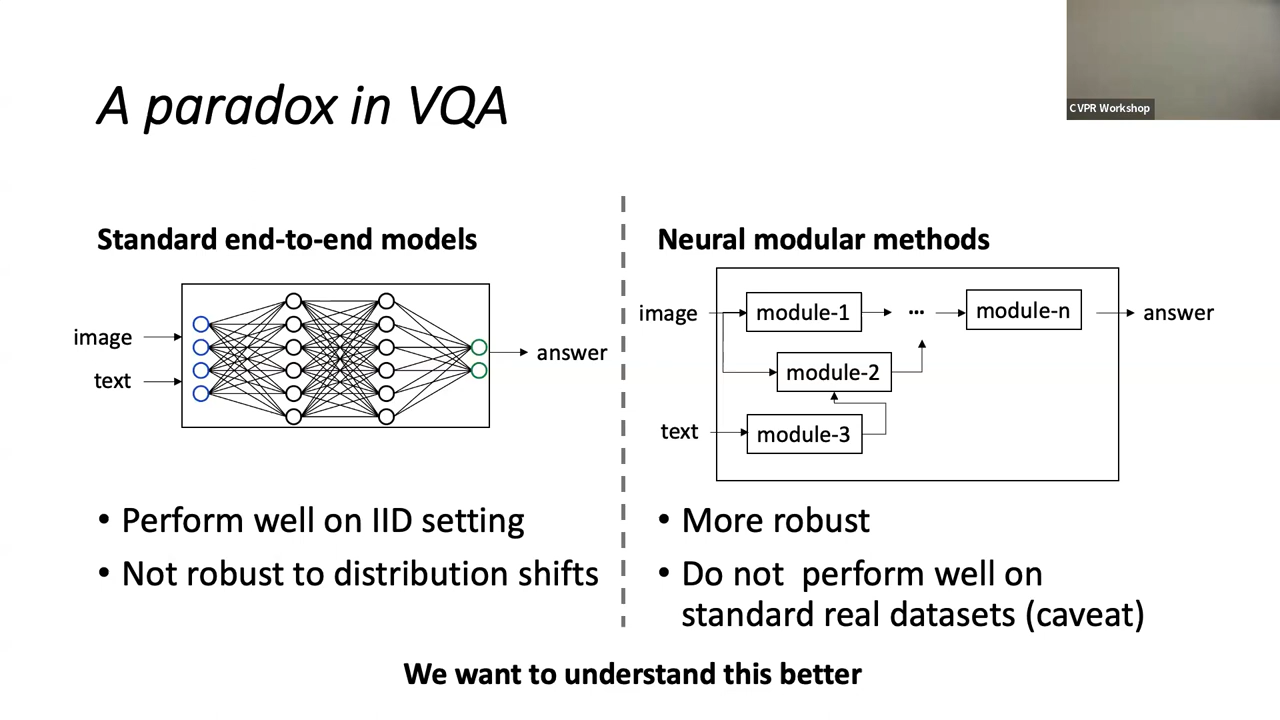 CVPR Workshop
A paradox in VQA
Standard end-to-end models
image
text
answer
• Perform well on IID setting
• Not robust to distribution shifts
Neural modular methods
image
module-1
...
module-n
answer
module-2
text
module-3
• More robust
• Do not perform well on
standard real datasets (caveat)
We want to understand this better